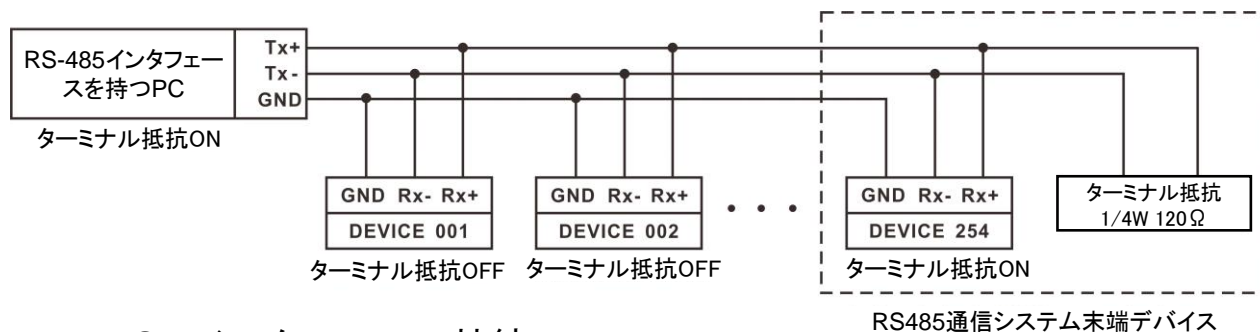 RS-485インタフェー
スを持つPC
Tx+
Tx-
GND
ターミナル抵抗ON
GND Rx- Rx+
DEVICE 001
ターミナル抵抗OFF
GND Rx- Rx+
DEVICE 002
ターミナル抵抗OFF
GND Rx- Rx+
DEVICE 254
ターミナル抵抗ON
ターミナル抵抗
1/4W 120Ω
RS485通信システム末端デバイス